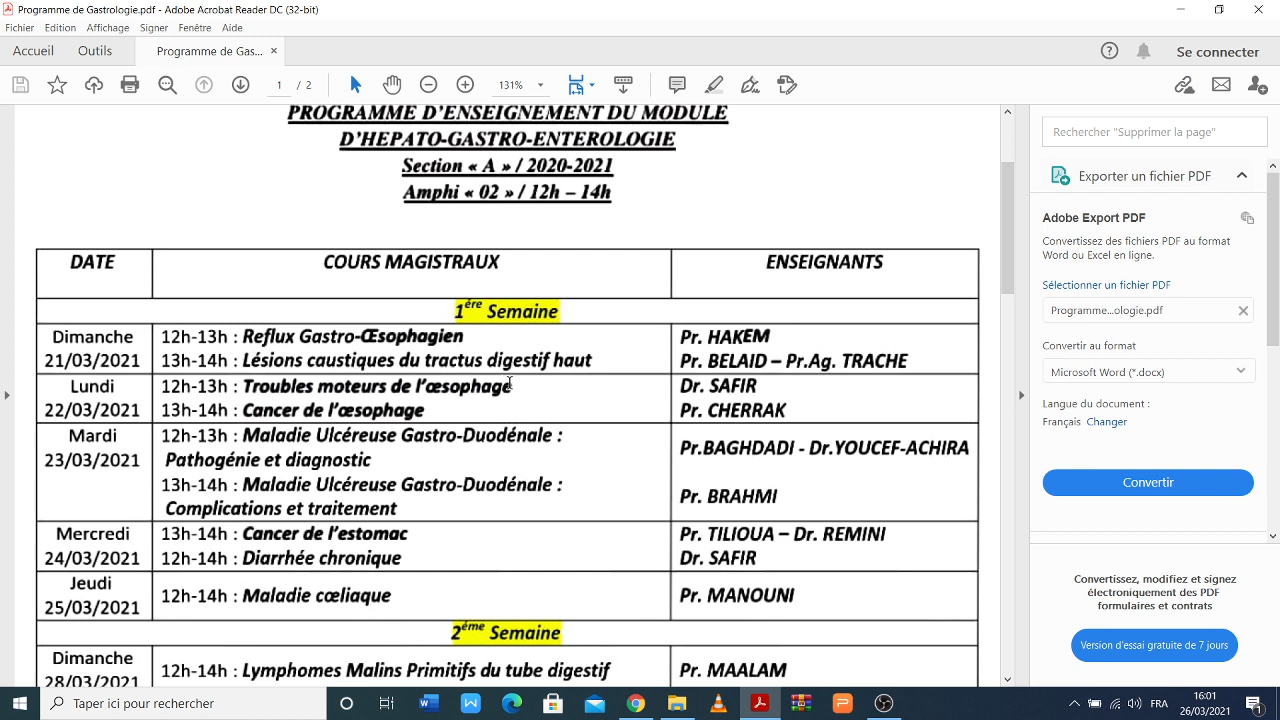 Programme de Gastrologie.pdf - Adobe Acrobat Reader DC (32-bit)
Fichier Edition Affichage Signer Fenêtre Aide
Accueil Outils Programme de Gas... × Se connecter
1 / 2 131%
PROGRAMME D'ENSEIGNEMENT DU MODULE
D'HEPATO-GASTRO-ENTEROLOGIE
Section « A » / 2020-2021
Amphi « 02 » / 12h – 14h
DATE COURS MAGISTRAUX ENSEIGNANTS
1ére Semaine
Dimanche 12h-13h : Reflux Gastro-Œsophagien Pr. HAKEM
21/03/2021 13h-14h : Lésions caustiques du tractus digestif haut Pr. BELAID – Pr.Ag. TRACHE
Lundi 12h-13h : Troubles moteurs de l'œsophage Dr. SAFIR
22/03/2021 13h-14h : Cancer de l'œsophage Pr. CHERRAK
Mardi 12h-13h : Maladie Ulcéreuse Gastro-Duodénale :
23/03/2021 Pathogénie et diagnostic Pr.BAGHDADI - Dr.YOUCEF-ACHIRA
13h-14h : Maladie Ulcéreuse Gastro-Duodénale :
Complications et traitement Pr. BRAHMI
Mercredi 13h-14h : Cancer de l'estomac Pr. TILIOUA – Dr. REMINI
24/03/2021 12h-14h : Diarrhée chronique Dr. SAFIR
Jeudi
25/03/2021 12h-14h : Maladie cœliaque Pr. MANOUNI
2éme Semaine
Dimanche
28/03/2021 12h-14h : Lymphomes Malins Primitifs du tube digestif Pr. MAALAM
Rechercher "Supprimer la page"
Exporter un fichier PDF
Adobe Export PDF
Convertissez des fichiers PDF au format
Word ou Excel en ligne.
Sélectionner un fichier PDF
Programme...ologie.pdf
Convertir au format
Microsoft Word (*.docx)
Langue du document :
Français Changer
Convertir
Convertissez, modifiez et signez
électroniquement des PDF
formulaires et contrats
Version d'essai gratuite de 7 jours
Taper ici pour rechercher
FRA
16:01
26/03/2021
1